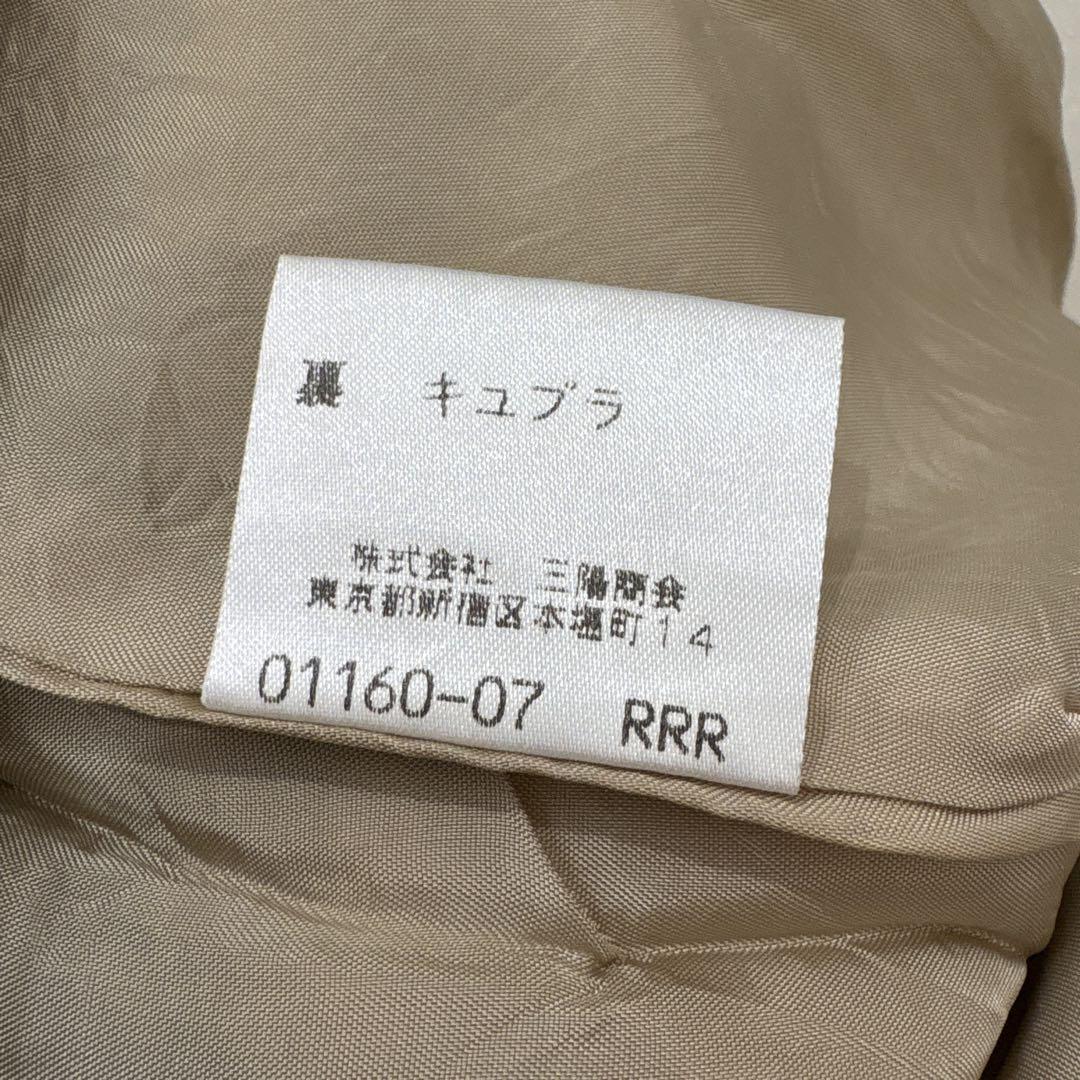 裏 キュプラ
株式会社 三陽商会
東京都新宿区本塩町14
01160-07 RRR